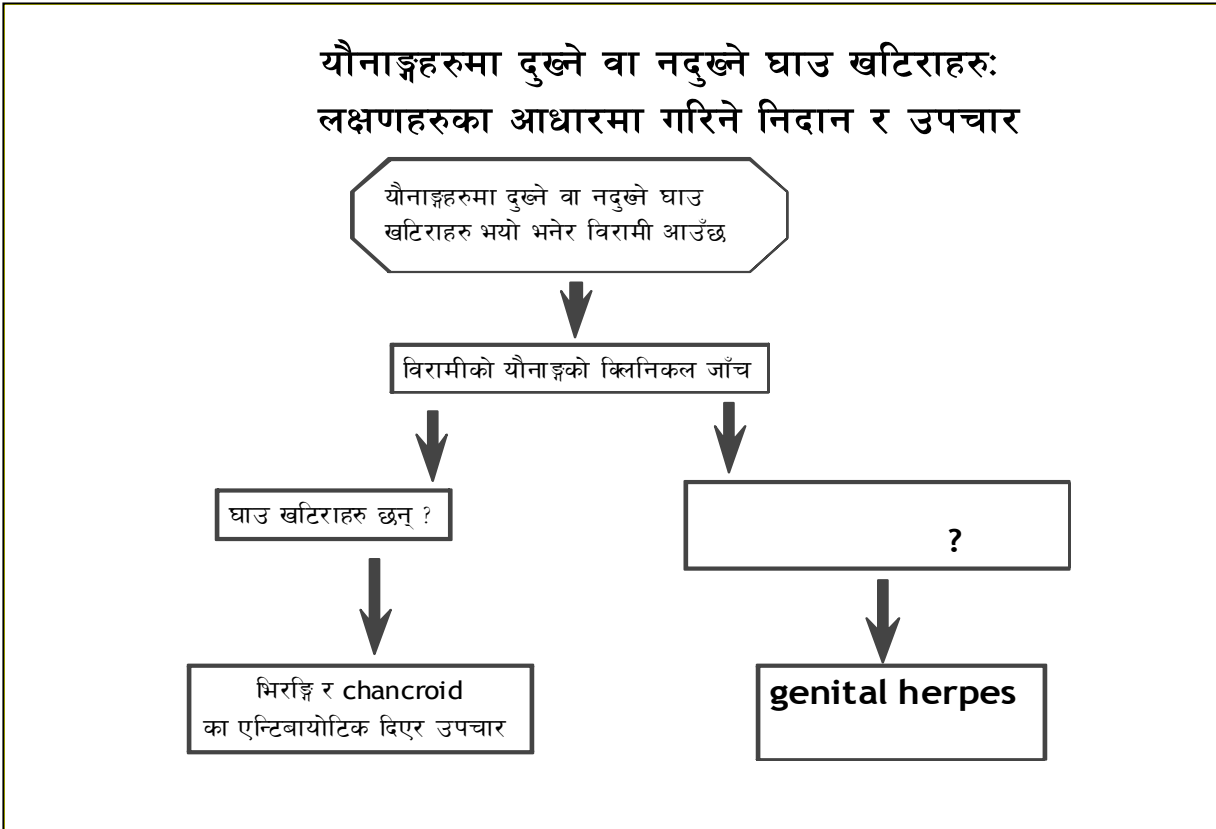 यौनाङ्गहरुमा दुख्ने वा नदुख्ने घाउ खटिराहरुः
लक्षणहरुका आधारमा गरिने निदान र उपचार
यौनाङ्गहरुमा दुख्ने वा नदुख्ने घाउ
खटिराहरु भयो भनेर विरामी आउँछ
विरामीको यौनाङ्गको क्लिनिकल जाँच
घाउ खटिराहरु छन् ?
?
भिरङ्गि र chancroid
का एन्टिबायोटिक दिएर उपचार
genital herpes